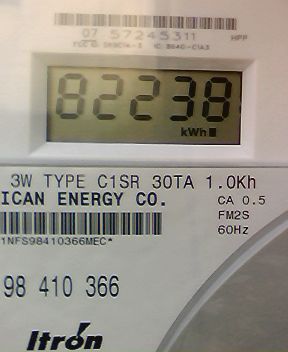 07 57245311 HPP
82238
kWh
3W TYPE C1SR 30TA 1.0Kh
ICAN ENERGY CO. CA 0.5
FM2S
1NFS98410366MEC* 60Hz
98 410 366
Itron